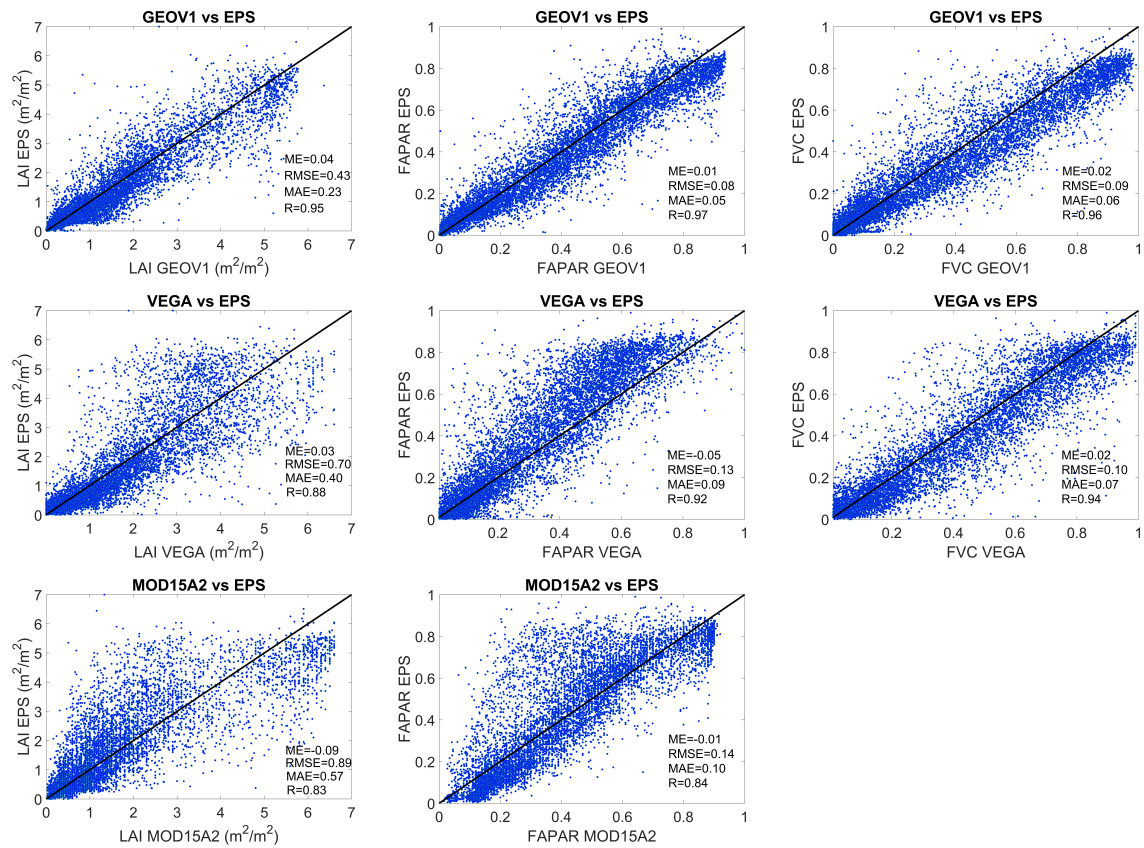 GEOV1 vs EPS
7
6
5
4
3
2
1
0
LAI EPS (m²/m²)
ME=0.04
RMSE=0.43
MAE=0.23
R=0.95
0 1 2 3 4 5 6 7
LAI GEOV1 (m²/m²)
GEOV1 vs EPS
1
0.8
0.6
0.4
0.2
0
FAPAR EPS
ME=0.01
RMSE=0.08
MAE=0.05
R=0.97
0 0.2 0.4 0.6 0.8 1
FAPAR GEOV1
GEOV1 vs EPS
1
0.8
0.6
0.4
0.2
0
FVC EPS
ME=0.02
RMSE=0.09
MAE=0.06
R=0.96
0.2 0.4 0.6 0.8 1
FVC GEOV1
VEGA vs EPS
7
6
5
4
3
2
1
0
LAI EPS (m²/m²)
ME=0.03
RMSE=0.70
MAE=0.40
R=0.88
0 1 2 3 4 5 6 7
LAI VEGA (m²/m²)
VEGA vs EPS
1
0.8
0.6
0.4
0.2
0
FAPAR EPS
ME=-0.05
RMSE=0.13
MAE=0.09
R=0.92
0.2 0.4 0.6 0.8 1
FAPAR VEGA
VEGA vs EPS
1
0.8
0.6
0.4
0.2
0
FVC EPS
ME=0.02
RMSE=0.10
MAE=0.07
R=0.94
0.2 0.4 0.6 0.8 1
FVC VEGA
MOD15A2 vs EPS
7
6
5
4
3
2
1
0
LAI EPS (m²/m²)
ME=-0.09
RMSE=0.89
MAE=0.57
R=0.83
0 1 2 3 4 5 6 7
LAI MOD15A2 (m²/m²)
MOD15A2 vs EPS
1
0.8
0.6
0.4
0.2
0
FAPAR EPS
ME=-0.01
RMSE=0.14
MAE=0.10
R=0.84
0 0.2 0.4 0.6 0.8 1
FAPAR MOD15A2